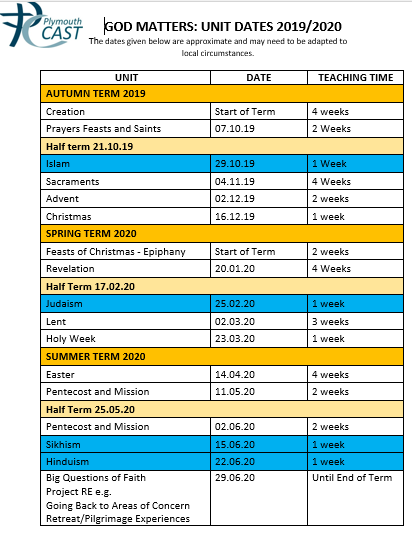 Plymouth
CAST
GOD MATTERS: UNIT DATES 2019/2020
The dates given below are approximate and may need to be adapted to
local circumstances.
UNIT DATE TEACHING TIME
AUTUMN TERM 2019
Creation Start of Term 4 weeks
Prayers Feasts and Saints 07.10.19 2 Weeks
Half term 21.10.19
Islam 29.10.19 1 Week
Sacraments 04.11.19 4 Weeks
Advent 02.12.19 2 weeks
Christmas 16.12.19 1 week
SPRING TERM 2020
Feasts of Christmas - Epiphany Start of Term 2 weeks
Revelation 20.01.20 4 Weeks
Half Term 17.02.20
Judaism 25.02.20 1 week
Lent 02.03.20 3 weeks
Holy Week 23.03.20 1 week
SUMMER TERM 2020
Easter 14.04.20 4 weeks
Pentecost and Mission 11.05.20 2 weeks
Half Term 25.05.20
Pentecost and Mission 02.06.20 2 weeks
Sikhism 15.06.20 1 week
Hinduism 22.06.20 1 week
Big Questions of Faith 29.06.20 Until End of Term
Project RE e.g.
Going Back to Areas of Concern
Retreat/Pilgrimage Experiences